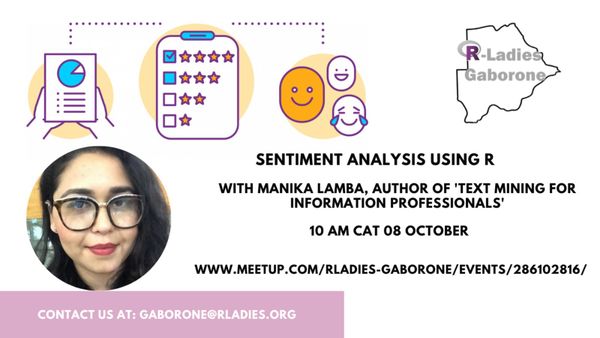 R-Ladies
Gaborone
SENTIMENT ANALYSIS USING R
WITH MANIKA LAMBA, AUTHOR OF 'TEXT MINING FOR
INFORMATION PROFESSIONALS'
10 AM CAT 08 OCTOBER
WWW.MEETUP.COM/RLADIES-GABORONE/EVENTS/286102816/
CONTACT US AT: GABORONE@RLADIES.ORG